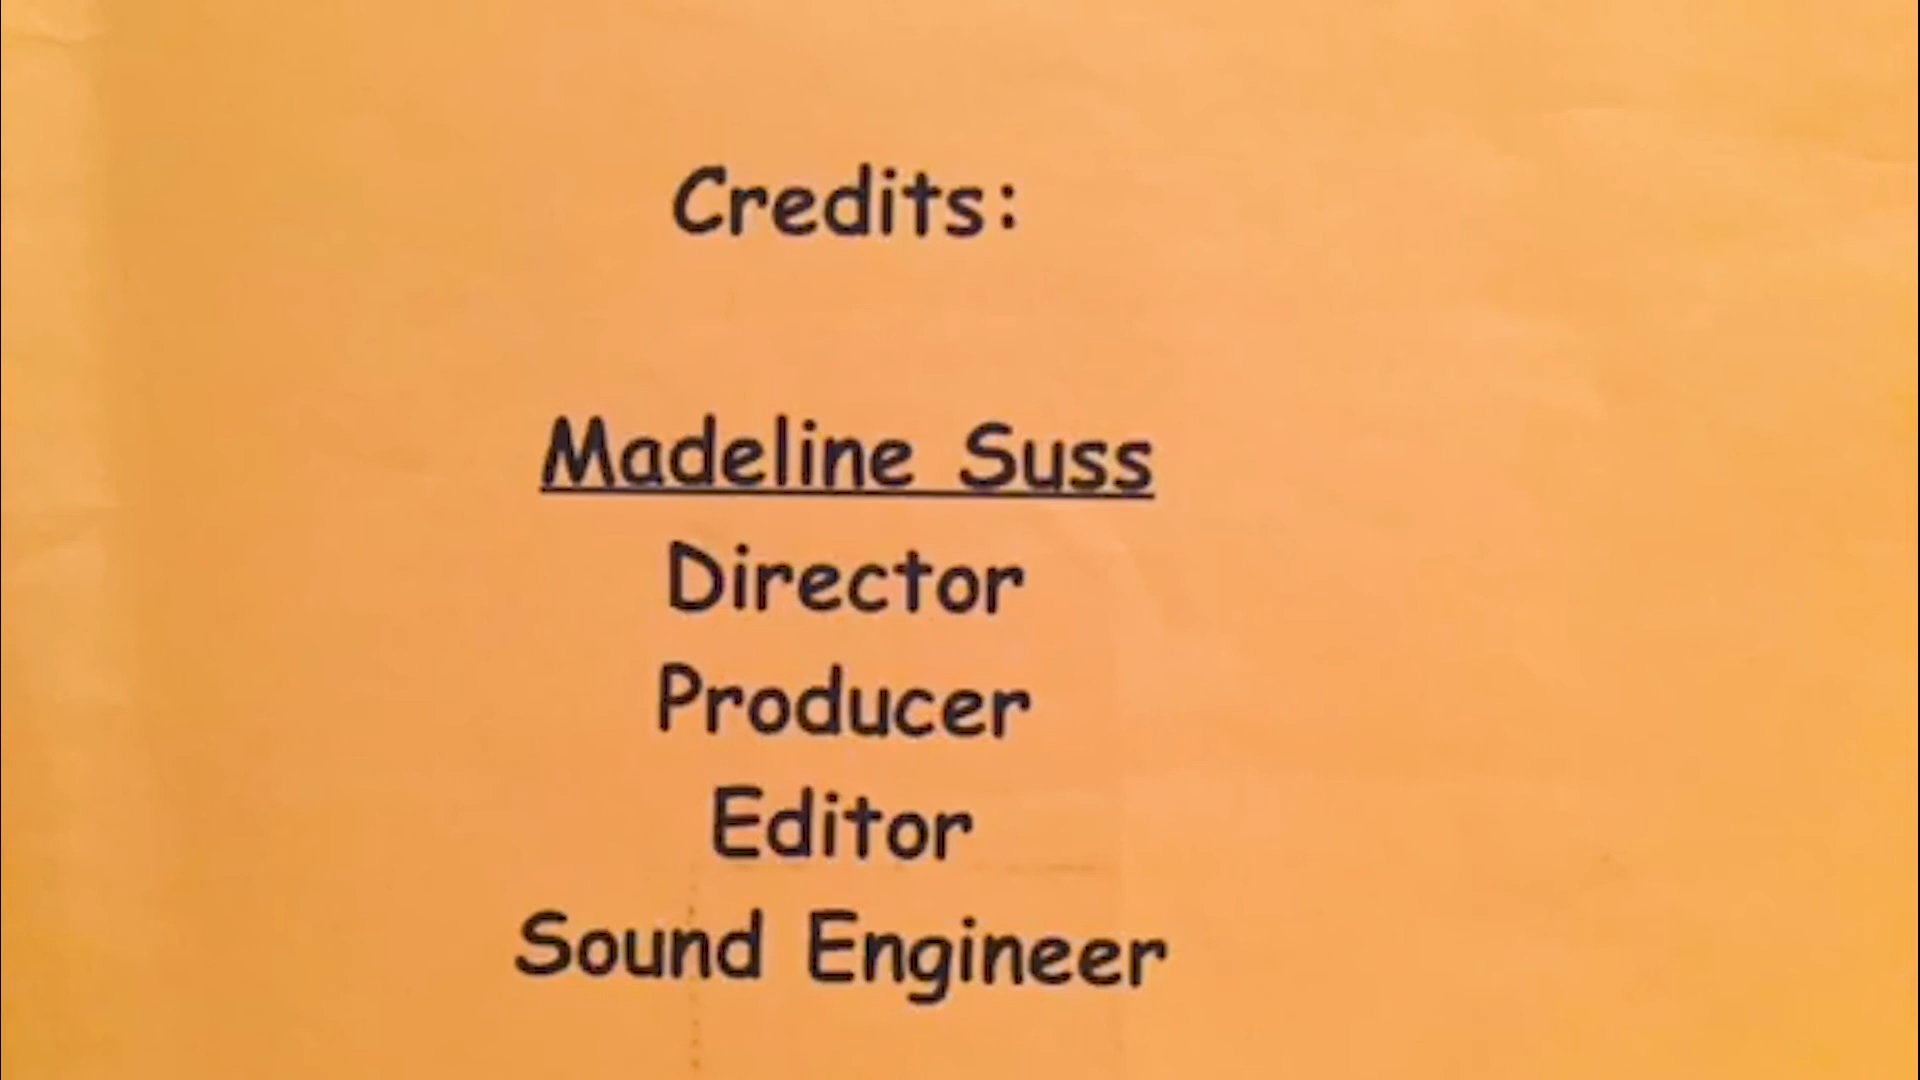 Credits:
Madeline Suss
Director
Producer
Editor
Sound Engineer